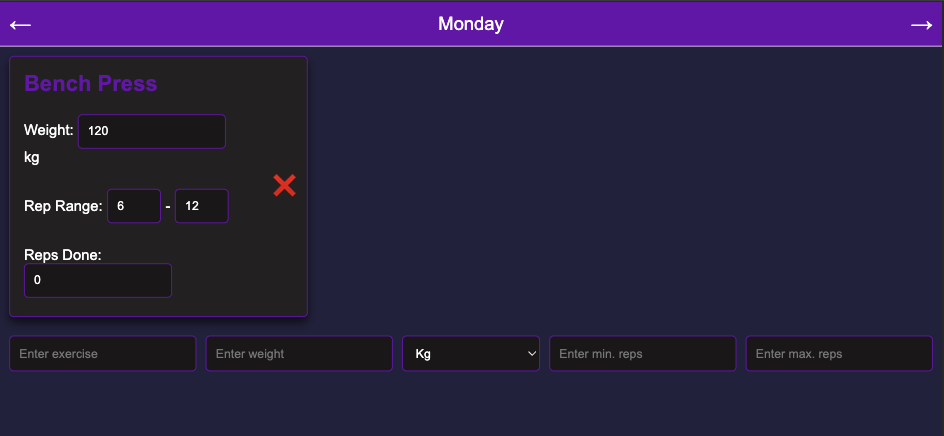 ← Monday →
Bench Press
Weight: 120
kg
Rep Range: 6 - 12
Reps Done:
0
Enter exercise Enter weight Kg Enter min. reps Enter max. reps